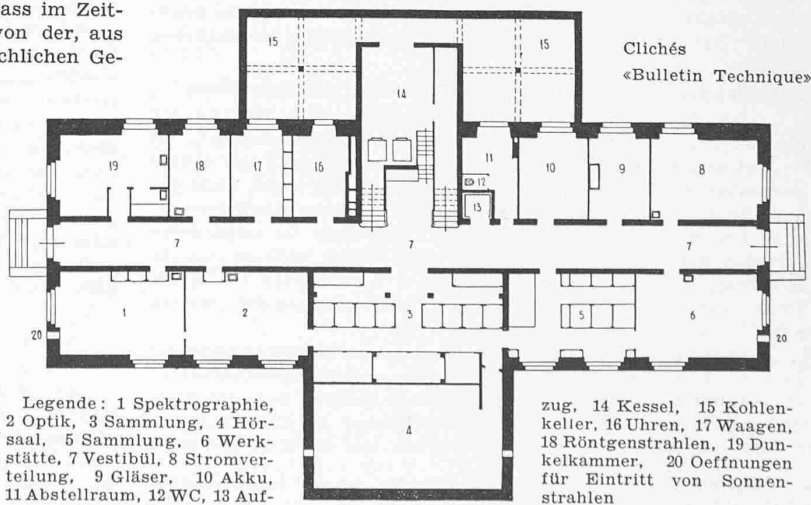 ass im Zeit-
von der, aus
chlichen Ge-
Clichés
«Bulletin Technique»
15
15
14
19
18
17
16
11
12
13
10
9
8
7
7
7
1
2
3
5
6
20
20
4
Legende: 1 Spektrographie,
2 Optik, 3 Sammlung, 4 Hör-
saal, 5 Sammlung, 6 Werk-
stätte, 7 Vestibül, 8 Stromver-
teilung, 9 Gläser, 10 Akku,
11 Abstellraum, 12 WC, 13 Auf-
zug, 14 Kessel, 15 Kohlen-
keller, 16 Uhren, 17 Waagen,
18 Röntgenstrahlen, 19 Dun-
kelkammer, 20 Oeffnungen
für Eintritt von Sonnen-
strahlen